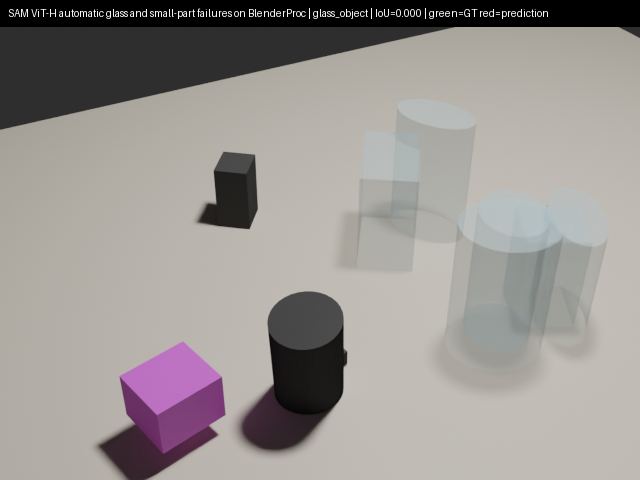 SAM ViT-H automatic glass and small-part failures on BlenderProc | glass_object | IoU=0.000 | green=GT red=prediction